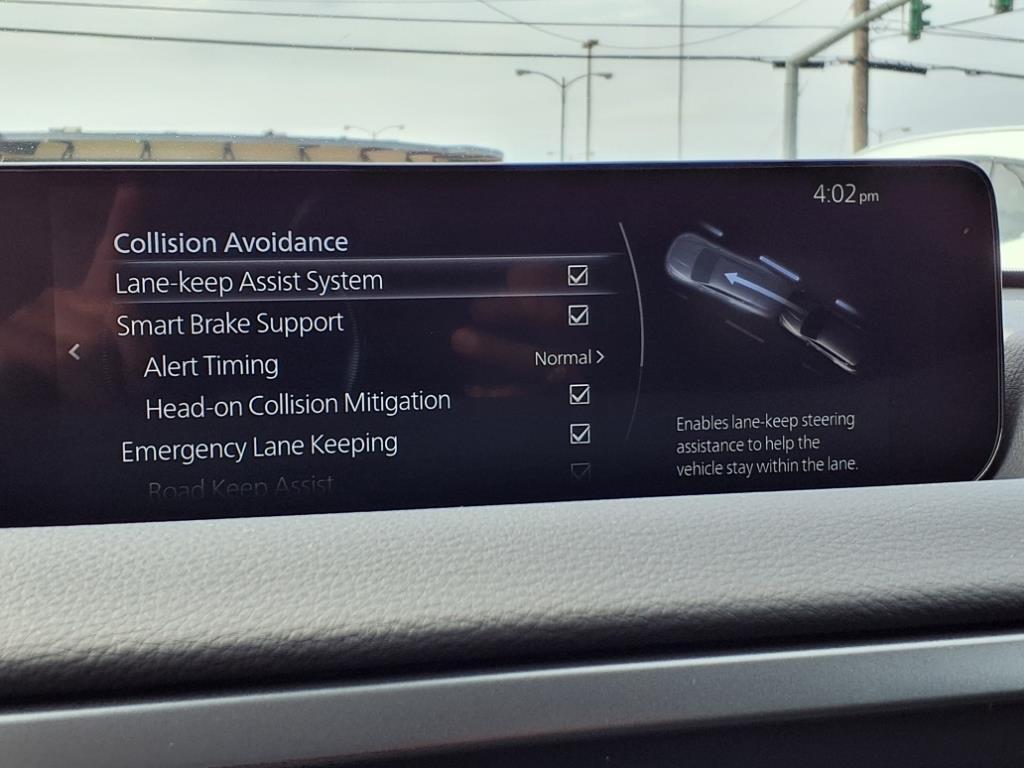 4:02 pm
Collision Avoidance
Lane-keep Assist System
Smart Brake Support
Alert Timing Normal >
Head-on Collision Mitigation
Emergency Lane Keeping
Road Keep Assist
Enables lane-keep steering
assistance to help the
vehicle stay within the lane.